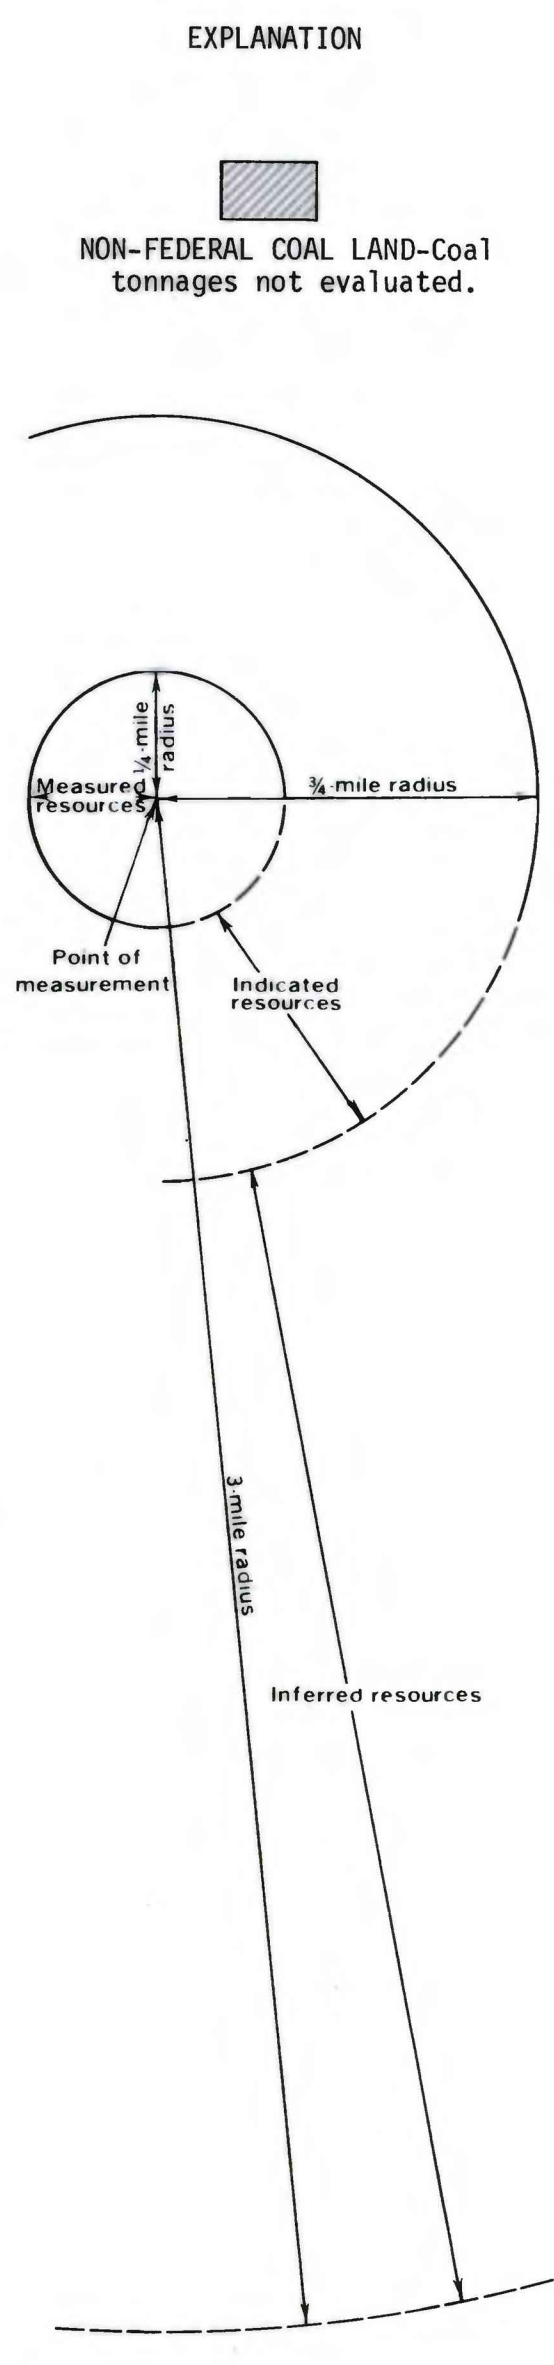 EXPLANATION
NON-FEDERAL COAL LAND-Coal
tonnages not evaluated.
¼-mile
radius
Measured
resources
¾-mile radius
Point of
measurement
Indicated
resources
3-mile radius
Inferred resources